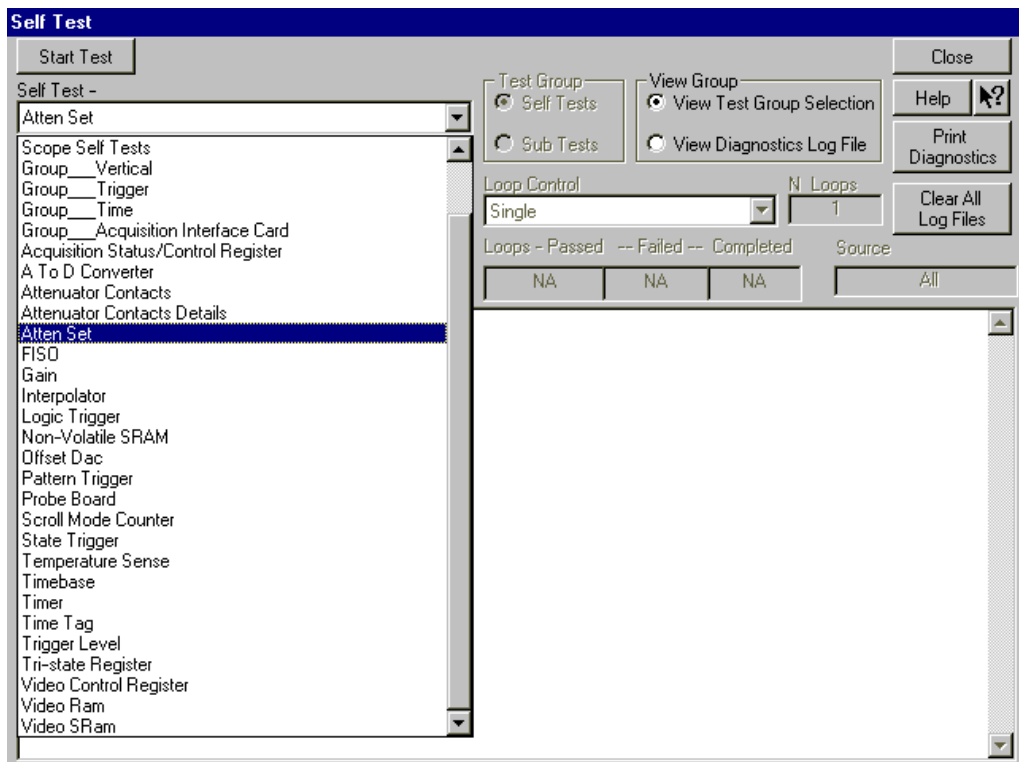 Self Test
Start Test
Close
Self Test -
Atten Set
Test Group
Self Tests
Sub Tests
View Group
View Test Group Selection
View Diagnostics Log File
Help
?
Print
Diagnostics
Clear All
Log Files
Loop Control
N Loops
Single
1
Loops - Passed -- Failed -- Completed
Source
NA
NA
NA
All
Scope Self Tests
Group___Vertical
Group___Trigger
Group___Time
Group___Acquisition Interface Card
Acquisition Status/Control Register
A To D Converter
Attenuator Contacts
Attenuator Contacts Details
Atten Set
FISO
Gain
Interpolator
Logic Trigger
Non-Volatile SRAM
Offset Dac
Pattern Trigger
Probe Board
Scroll Mode Counter
State Trigger
Temperature Sense
Timebase
Timer
Time Tag
Trigger Level
Tri-state Register
Video Control Register
Video Ram
Video SRam